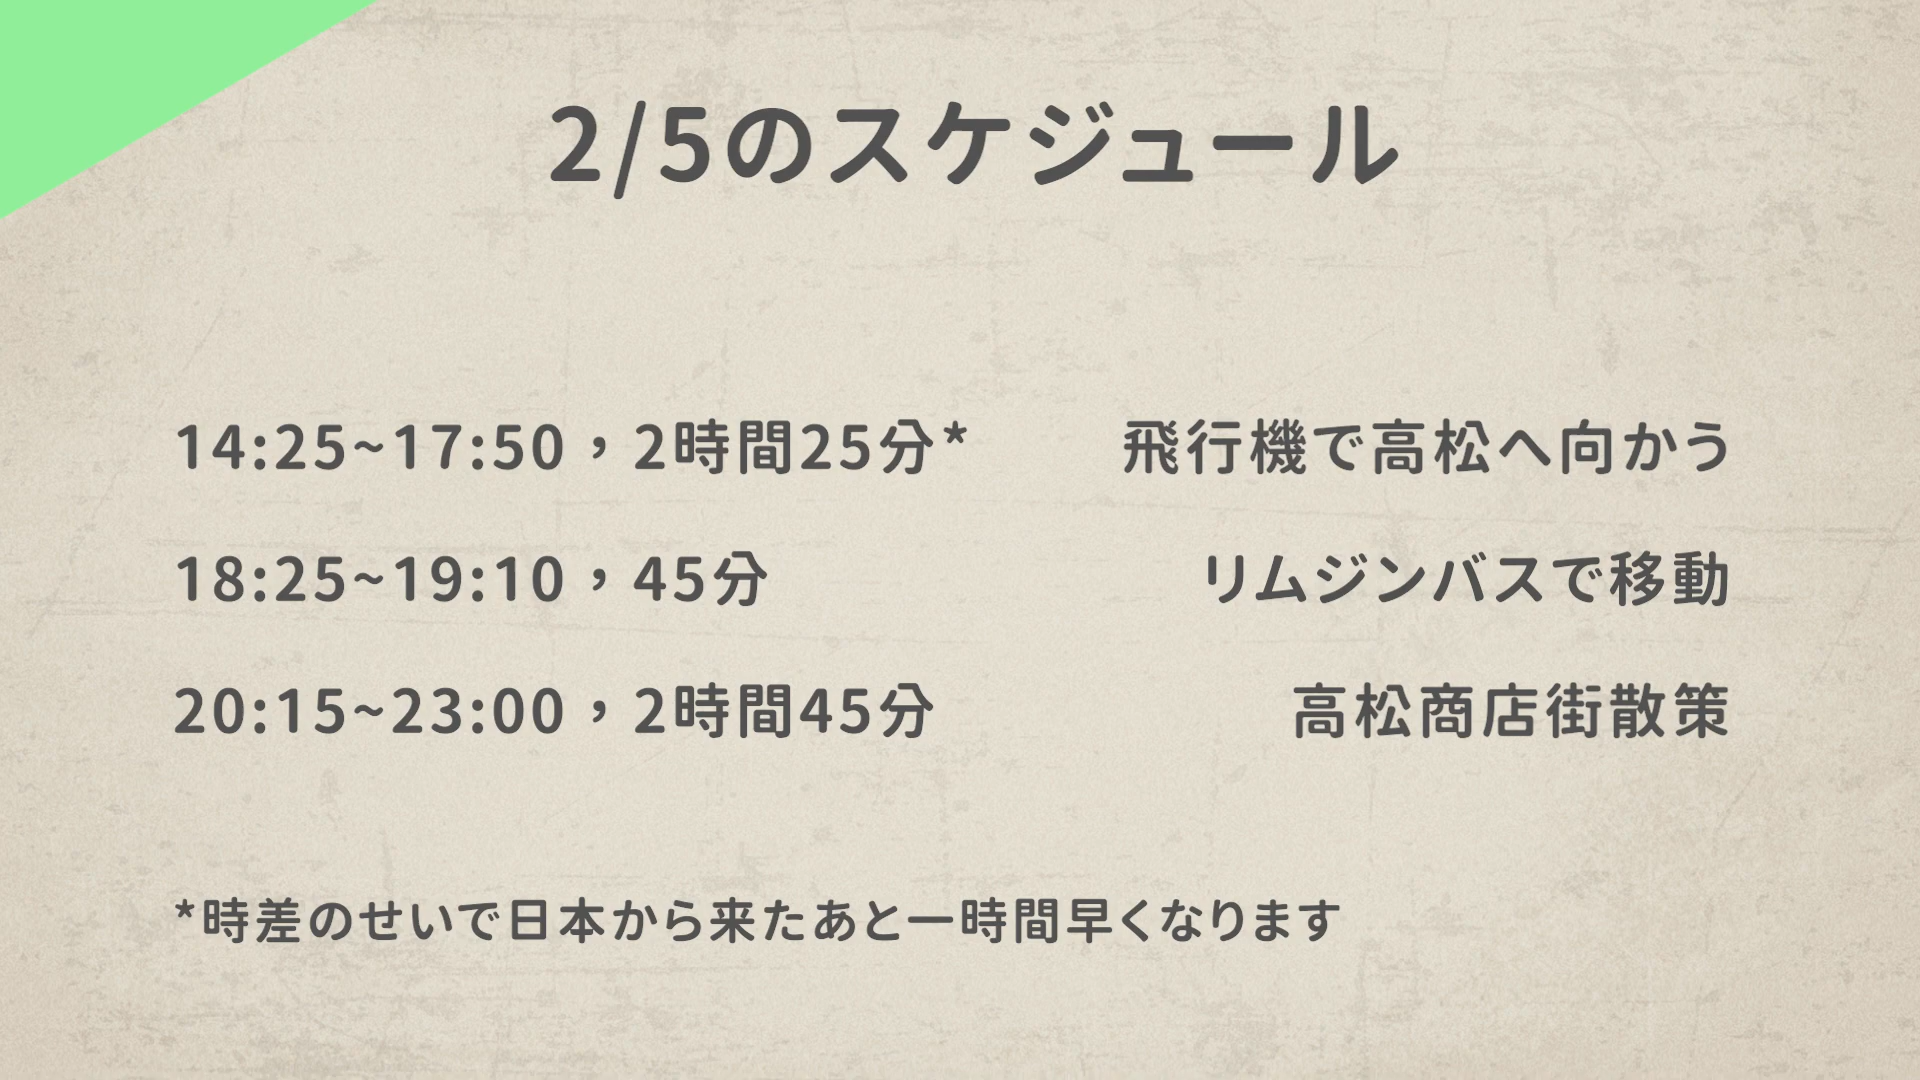 2/5のスケジュール
14:25~17:50，2時間25分* 飛行機で高松へ向かう
18:25~19:10，45分 リムジンバスで移動
20:15~23:00，2時間45分 高松商店街散策
*時差のせいで日本から来たあと一時間早くなります